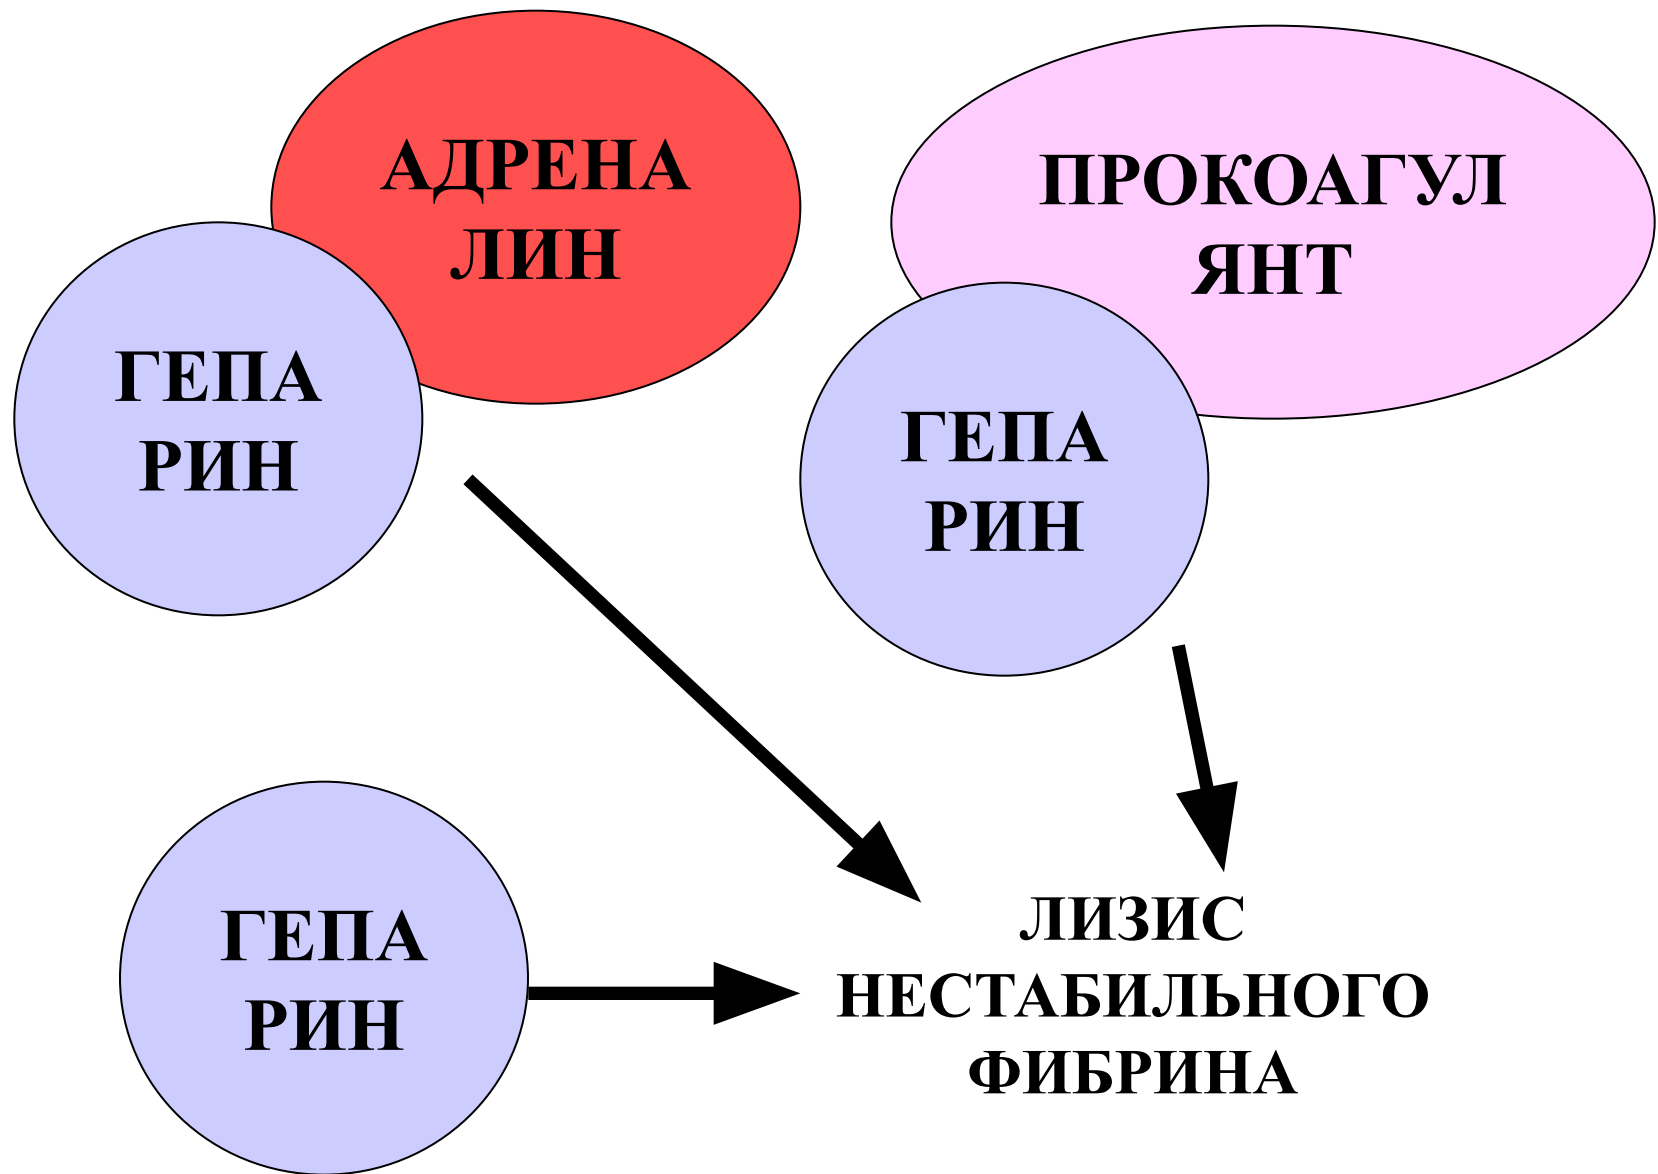 АДРЕНА
ЛИН
ПРОКОАГУЛ
ЯНТ
ГЕПА
РИН
ГЕПА
РИН
ГЕПА
РИН
ЛИЗИС
НЕСТАБИЛЬНОГО
ФИБРИНА